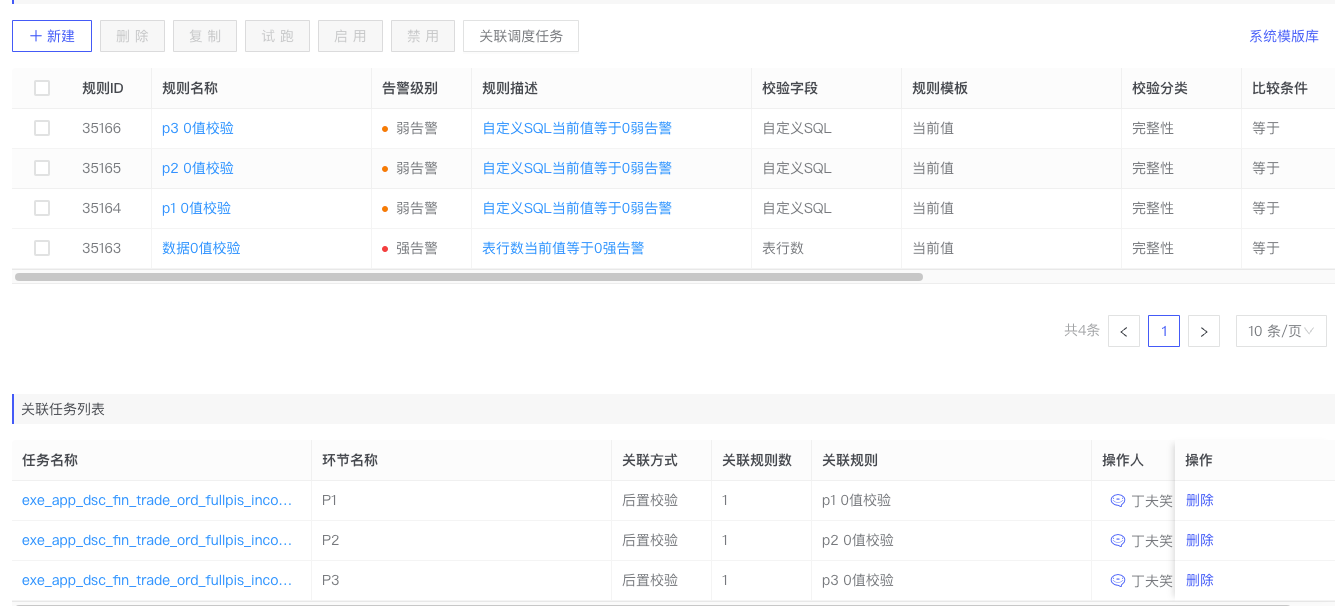 + 新建 删 除 复 制 试 跑 启 用 禁 用 关联调度任务 系统模版库
规则ID 规则名称 告警级别 规则描述 校验字段 规则模板 校验分类 比较条件
35166 p3 0值校验 弱告警 自定义SQL当前值等于0弱告警 自定义SQL 当前值 完整性 等于
35165 p2 0值校验 弱告警 自定义SQL当前值等于0弱告警 自定义SQL 当前值 完整性 等于
35164 p1 0值校验 弱告警 自定义SQL当前值等于0弱告警 自定义SQL 当前值 完整性 等于
35163 数据0值校验 强告警 表行数当前值等于0强告警 表行数 当前值 完整性 等于
共4条 < 1 > 10 条/页
关联任务列表
任务名称 环节名称 关联方式 关联规则数 关联规则 操作人 操作
exe_app_dsc_fin_trade_ord_fullpis_inco... P1 后置校验 1 p1 0值校验 丁夫笑 删除
exe_app_dsc_fin_trade_ord_fullpis_inco... P2 后置校验 1 p2 0值校验 丁夫笑 删除
exe_app_dsc_fin_trade_ord_fullpis_inco... P3 后置校验 1 p3 0值校验 丁夫笑 删除